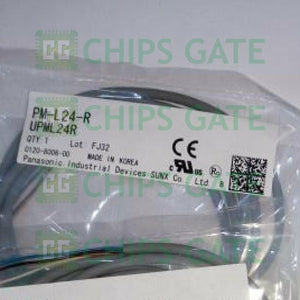 CHIPS GATE
PM-L24-R
UPML24R
QTY 1 Lot FJ32
0120-8006-00 MADE IN KOREA
Panasonic Industrial Devices SUNX Co., Ltd
CHIPS GATE